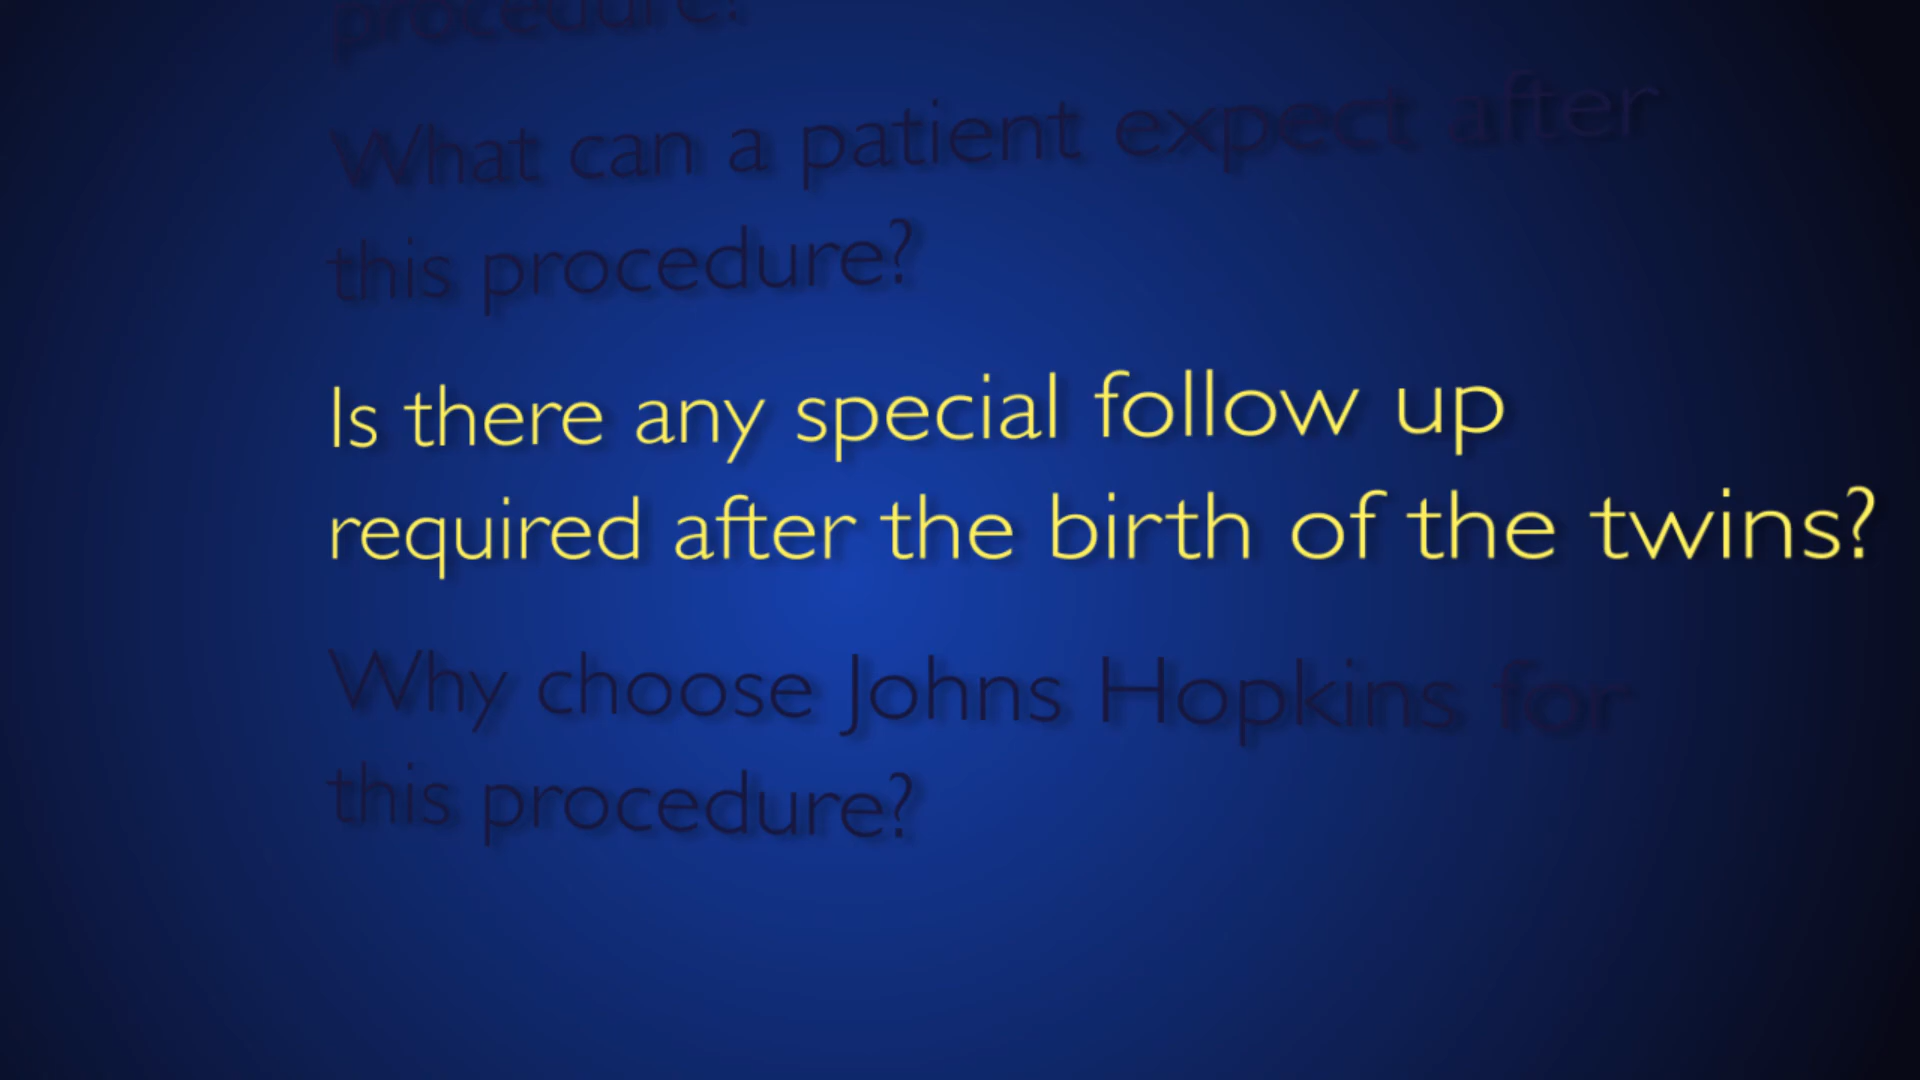 procedure?
What can a patient expect after
this procedure?
Is there any special follow up
required after the birth of the twins?
Why choose Johns Hopkins for
this procedure?